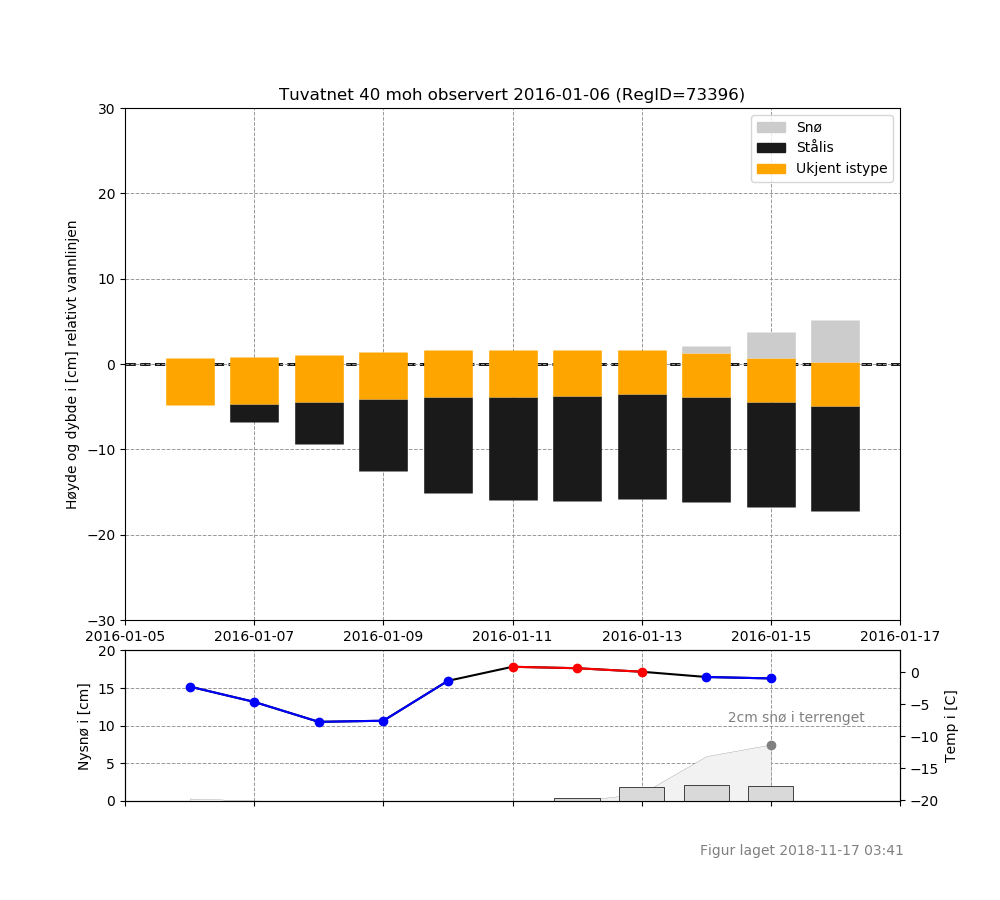 Tuvatnet 40 moh observert 2016-01-06 (RegID=73396)
Snø
Stålis
Ukjent istype
Høyde og dybde i [cm] relativt vannlinjen
30
20
10
0
−10
−20
−30
2016-01-05 2016-01-07 2016-01-09 2016-01-11 2016-01-13 2016-01-15 2016-01-17
Nysnø i [cm]
20
15
10
5
0
2cm snø i terrenget
0
−5
−10
−15
−20
Temp i [C]
Figur laget 2018-11-17 03:41